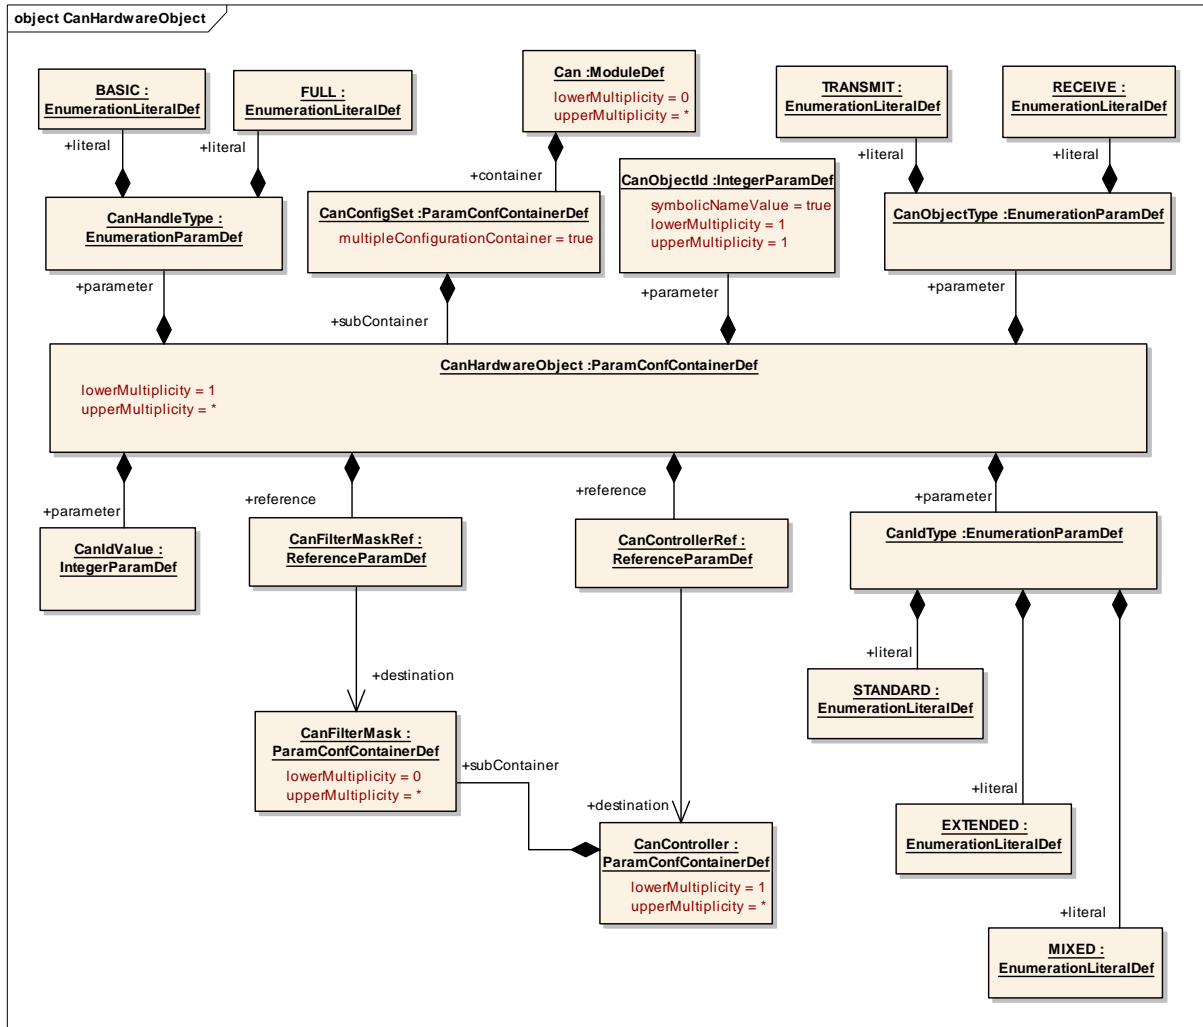 object CanHardwareObject
BASIC :
EnumerationLiteralDef
FULL :
EnumerationLiteralDef
Can :ModuleDef
lowerMultiplicity = 0
upperMultiplicity = *
TRANSMIT :
EnumerationLiteralDef
RECEIVE :
EnumerationLiteralDef
+literal
+literal
+container
+literal
+literal
CanHandleType :
EnumerationParamDef
CanConfigSet :ParamConfContainerDef
multipleConfigurationContainer = true
CanObjectId :IntegerParamDef
symbolicNameValue = true
lowerMultiplicity = 1
upperMultiplicity = 1
CanObjectType :EnumerationParamDef
+parameter
+subContainer
+parameter
+parameter
CanHardwareObject :ParamConfContainerDef
lowerMultiplicity = 1
upperMultiplicity = *
+parameter
+reference
+reference
+parameter
CanIdValue :
IntegerParamDef
CanFilterMaskRef :
ReferenceParamDef
CanControllerRef :
ReferenceParamDef
CanIdType :EnumerationParamDef
+destination
+literal
STANDARD :
EnumerationLiteralDef
CanFilterMask :
ParamConfContainerDef
lowerMultiplicity = 0
upperMultiplicity = *
+subContainer
+destination
+literal
CanController :
ParamConfContainerDef
lowerMultiplicity = 1
upperMultiplicity = *
EXTENDED :
EnumerationLiteralDef
+literal
MIXED :
EnumerationLiteralDef